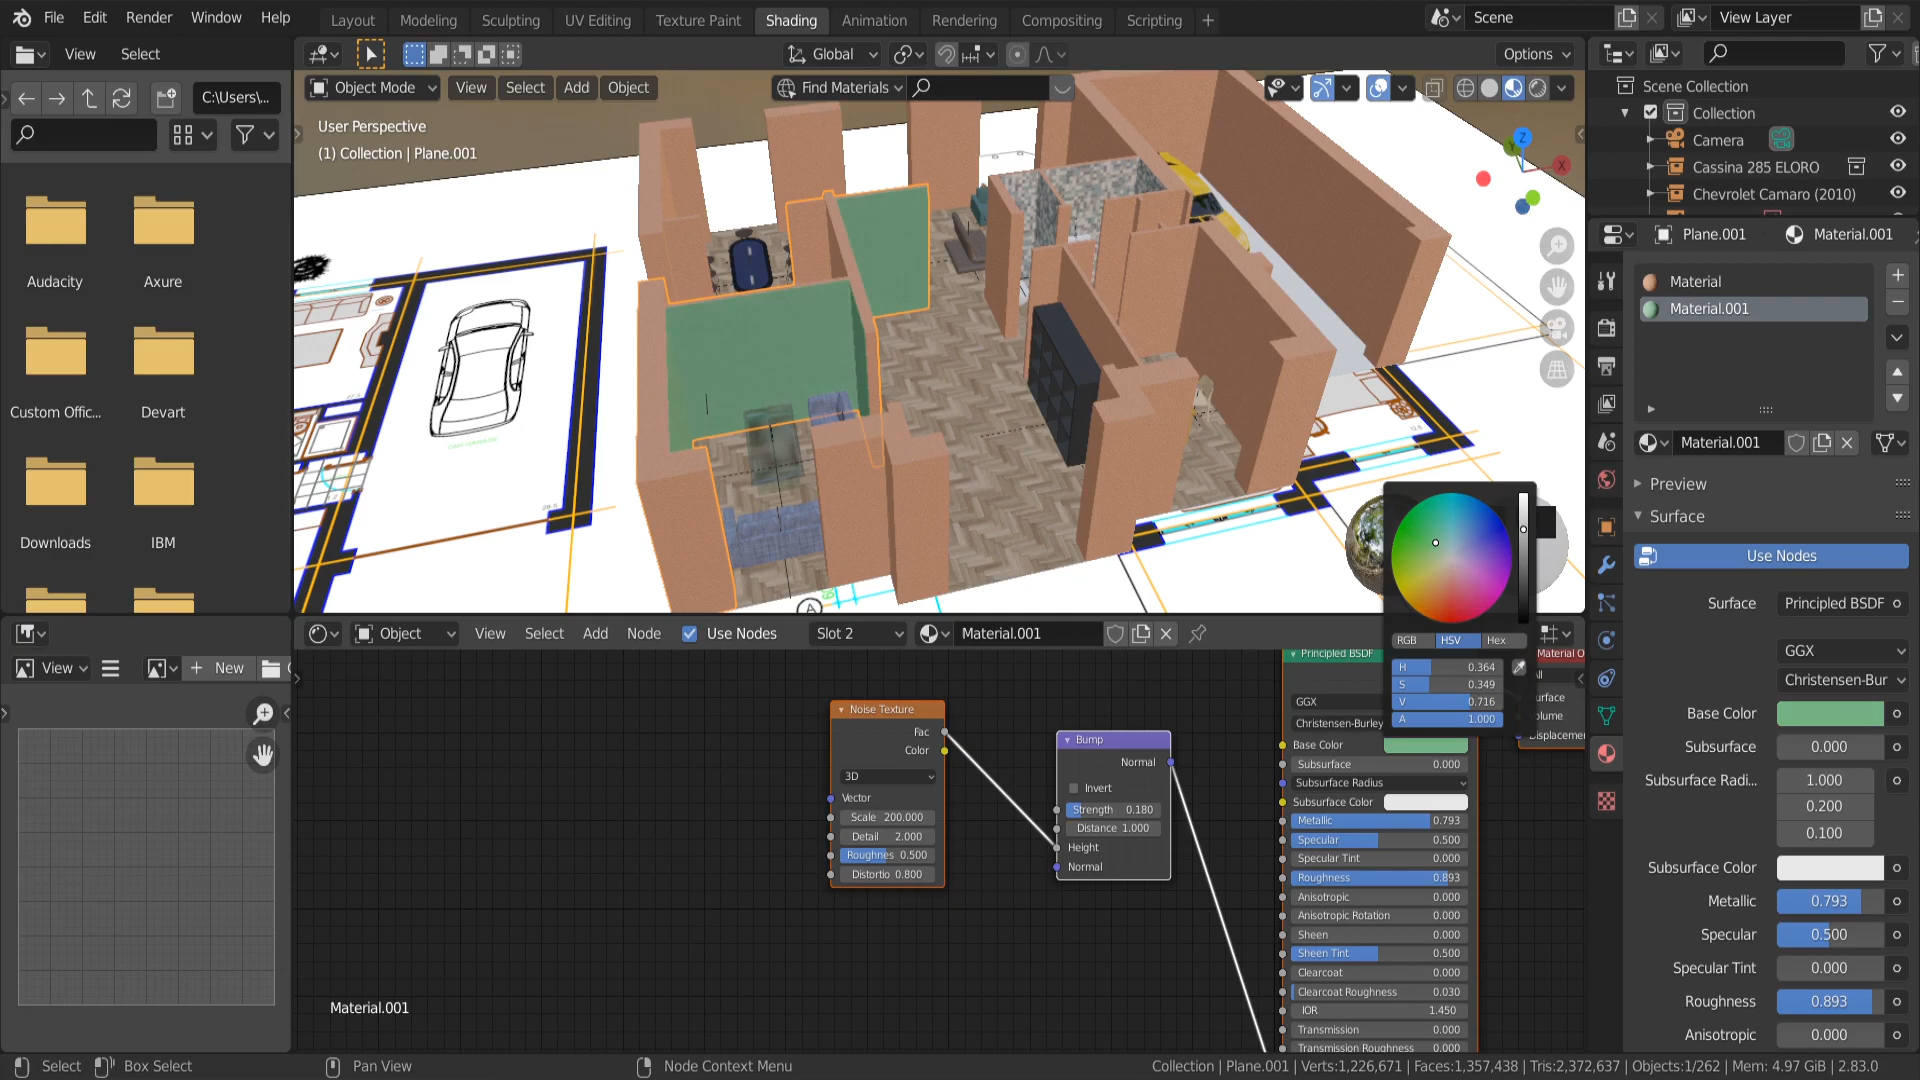 File Edit Render Window Help
Layout Modeling Sculpting UV Editing Texture Paint Shading Animation Rendering Compositing Scripting +
Scene
View Layer
View Select
Global
Options
C:\Users\...
Object Mode View Select Add Object
Find Materials
User Perspective
(1) Collection | Plane.001
Z
Y
X
Scene Collection
Collection
Camera
Cassina 285 ELORO
Chevrolet Camaro (2010)
Plane.001 Material.001
Material
Material.001
Material.001
Preview
Surface
Use Nodes
Surface Principled BSDF
GGX
Christensen-Bur
Base Color
Subsurface 0.000
Subsurface Radi... 1.000
0.200
0.100
Subsurface Color
Metallic 0.793
Specular 0.500
Specular Tint 0.000
Roughness 0.893
Anisotropic 0.000
Audacity Axure
Custom Offic... Devart
Downloads IBM
A
RGB HSV Hex
H 0.364
S 0.349
V 0.716
A 1.000
Object View Select Add Node Use Nodes Slot 2 Material.001
View + New
Noise Texture
Fac
Color
3D
Vector
Scale 200.000
Detail 2.000
Roughnes 0.500
Distortio 0.800
Bump
Normal
Invert
Strength 0.180
Distance 1.000
Height
Normal
Principled BSDF
GGX
Christensen-Burley
Base Color
Subsurface 0.000
Subsurface Radius
Subsurface Color
Metallic 0.793
Specular 0.500
Specular Tint 0.000
Roughness 0.893
Anisotropic 0.000
Anisotropic Rotation 0.000
Sheen 0.000
Sheen Tint 0.500
Clearcoat 0.000
Clearcoat Roughness 0.030
IOR 1.450
Transmission 0.000
Transmission Roughness 0.000
Material O
All
urface
olume
Displacemen
Material.001
Select Box Select Pan View Node Context Menu
Collection | Plane.001 | Verts:1,226,671 | Faces:1,357,438 | Tris:2,372,637 | Objects:1/262 | Mem: 4.97 GiB | 2.83.0